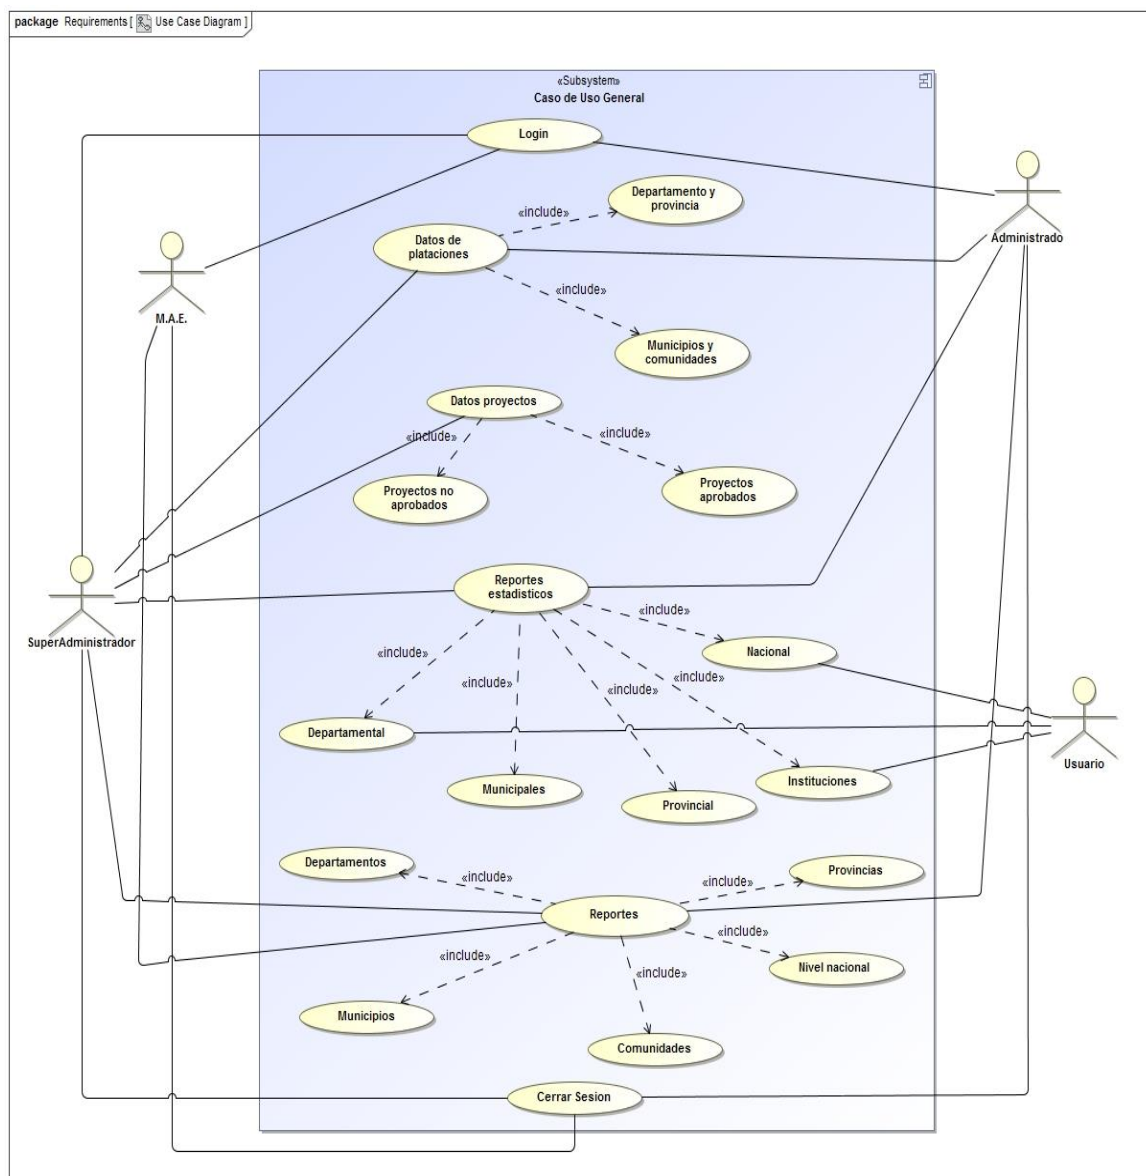 package Requirements [ Use Case Diagram ]
«Subsystem»
Caso de Uso General
Login
Departamento y
provincia
«include»
Datos de
plataciones
Administrado
«include»
M.A.E.
Municipios y
comunidades
Datos proyectos
«include»
«include»
Proyectos no
aprobados
Proyectos
aprobados
Reportes
estadisticos
«include»
SuperAdministrador
Nacional
«include»
«include»
«include»
«include»
Departamental
Usuario
Municipales
Provincial
Instituciones
Departamentos
Provincias
«include»
«include»
Reportes
«include»
«include»
«include»
Nivel nacional
Municipios
Comunidades
Cerrar Sesion